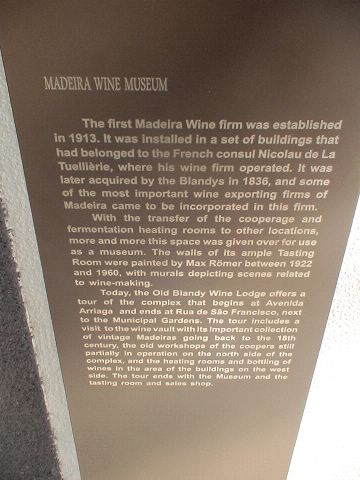 MADEIRA WINE MUSEUM
The first Madeira Wine firm was established
in 1913. It was installed in a set of buildings that
had belonged to the French consul Nicolau de La
Tuellièrie, where his wine firm operated. It was
later acquired by the Blandys in 1836, and some
of the most important wine exporting firms of
Madeira came to be incorporated in this firm.
With the transfer of the cooperage and
fermentation heating rooms to other locations,
more and more this space was given over for use
as a museum. The walls of its ample Tasting
Room were painted by Max Römer between 1922
and 1960, with murals depicting scenes related
to wine-making.
Today, the Old Blandy Wine Lodge offers a
tour of the complex that begins at Avenida
Arriaga and ends at Rua de São Francisco, next
to the Municipal Gardens. The tour includes a
visit to the wine vault with its important collection
of vintage Madeiras going back to the 18th
century, the old workshops of the coopers still
partially in operation on the north side of the
complex, and the heating rooms and bottling of
wines in the area of the buildings on the west
side. The tour ends with the Museum and the
tasting room and sales shop.